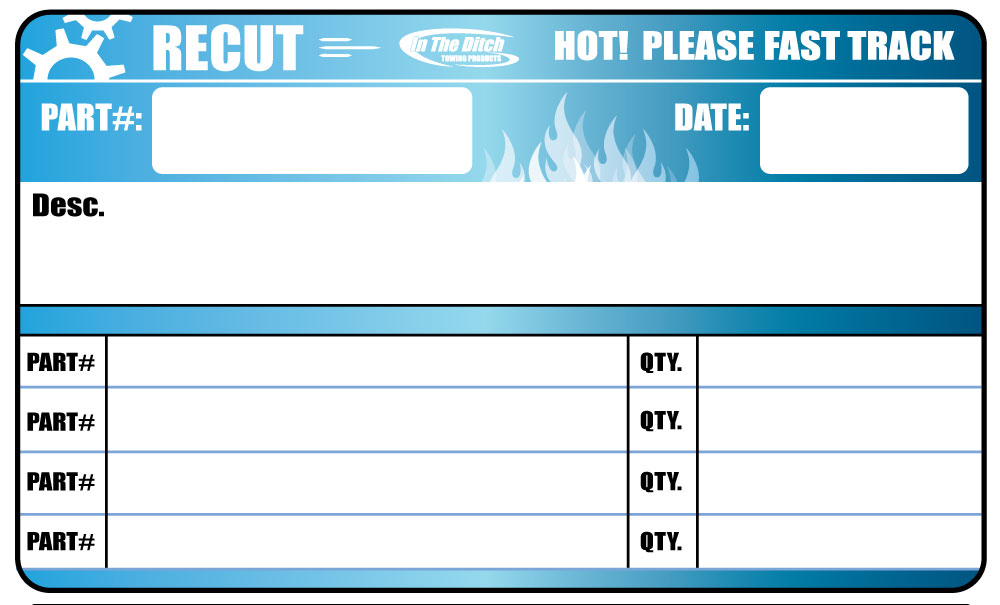 RECUT In The Ditch HOT! PLEASE FAST TRACK
TOWING PRODUCTS
PART#: DATE:
Desc.
PART# QTY.
PART# QTY.
PART# QTY.
PART# QTY.